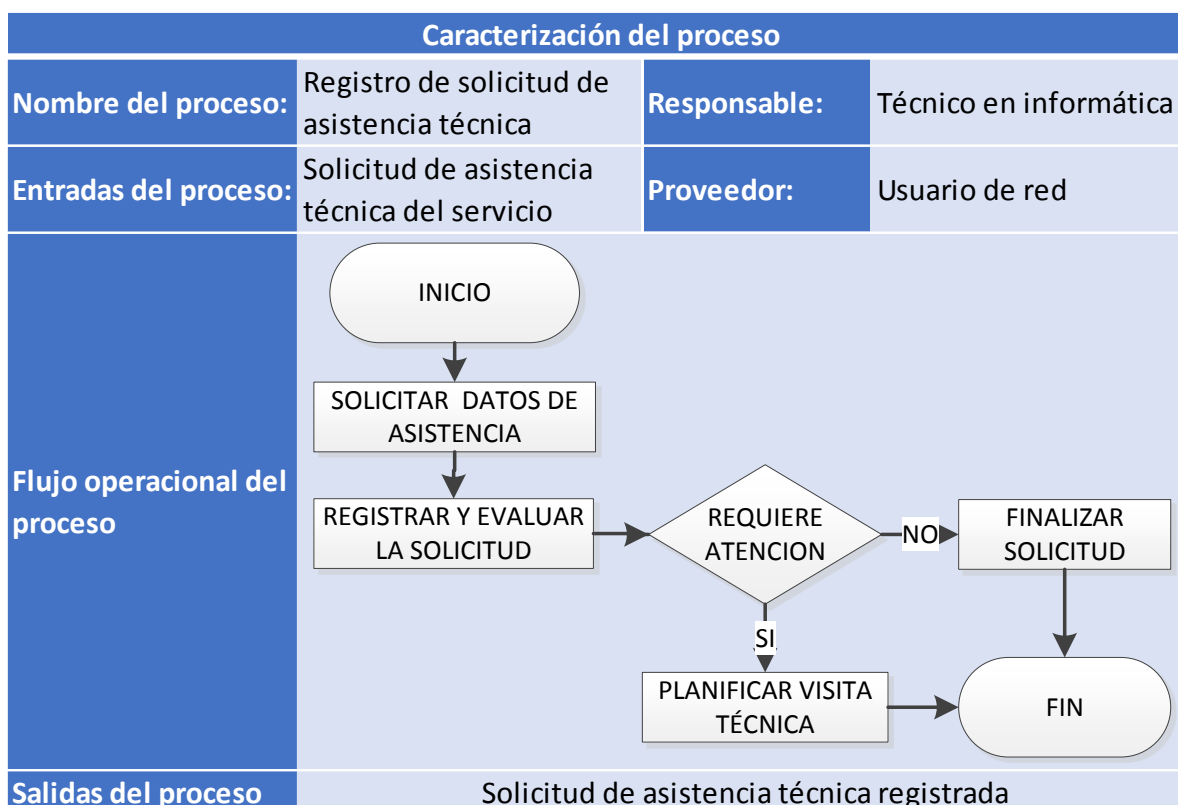 Caracterización del proceso
Nombre del proceso:
Registro de solicitud de
asistencia técnica
Responsable:
Técnico en informática
Entradas del proceso:
Solicitud de asistencia
técnica del servicio
Proveedor:
Usuario de red
Flujo operacional del
proceso
INICIO
SOLICITAR DATOS DE
ASISTENCIA
REGISTRAR Y EVALUAR
LA SOLICITUD
REQUIERE
ATENCION
NO
FINALIZAR
SOLICITUD
SI
PLANIFICAR VISITA
TÉCNICA
FIN
Salidas del proceso
Solicitud de asistencia técnica registrada